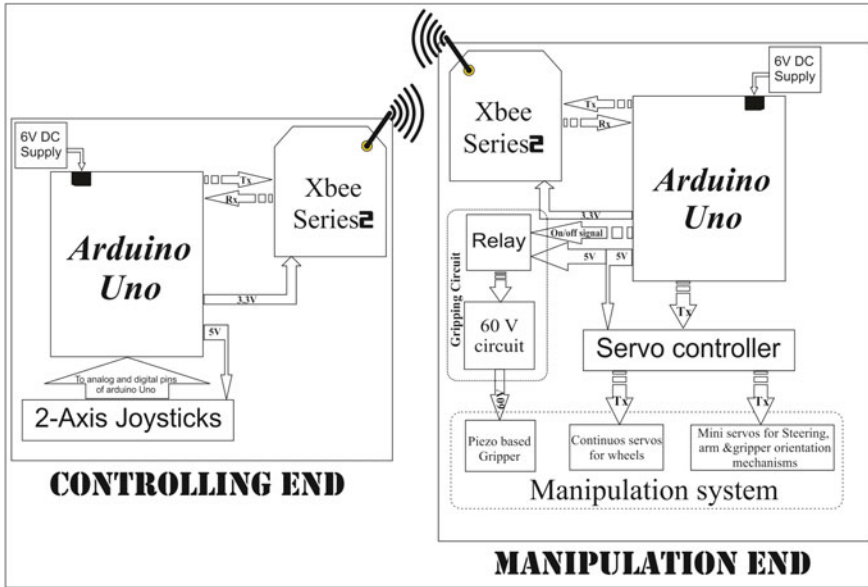 6V DC
Supply
Arduino
Uno
Tx
Rx
Xbee
Series2
3.3V
5V
To analog and digital pins
of arduino Uno
2-Axis Joysticks
CONTROLLING END
Xbee
Series2
Tx
Rx
6V DC
Supply
Arduino
Uno
3.3V
Gripping Circuit
Relay
On/off signal
5V
5V
60 V
circuit
Tx
Servo controller
60V
Tx
Tx
Piezo based
Gripper
Continuos servos
for wheels
Mini servos for Steering,
arm &gripper orientation
mechanisms
Manipulation system
MANIPULATION END